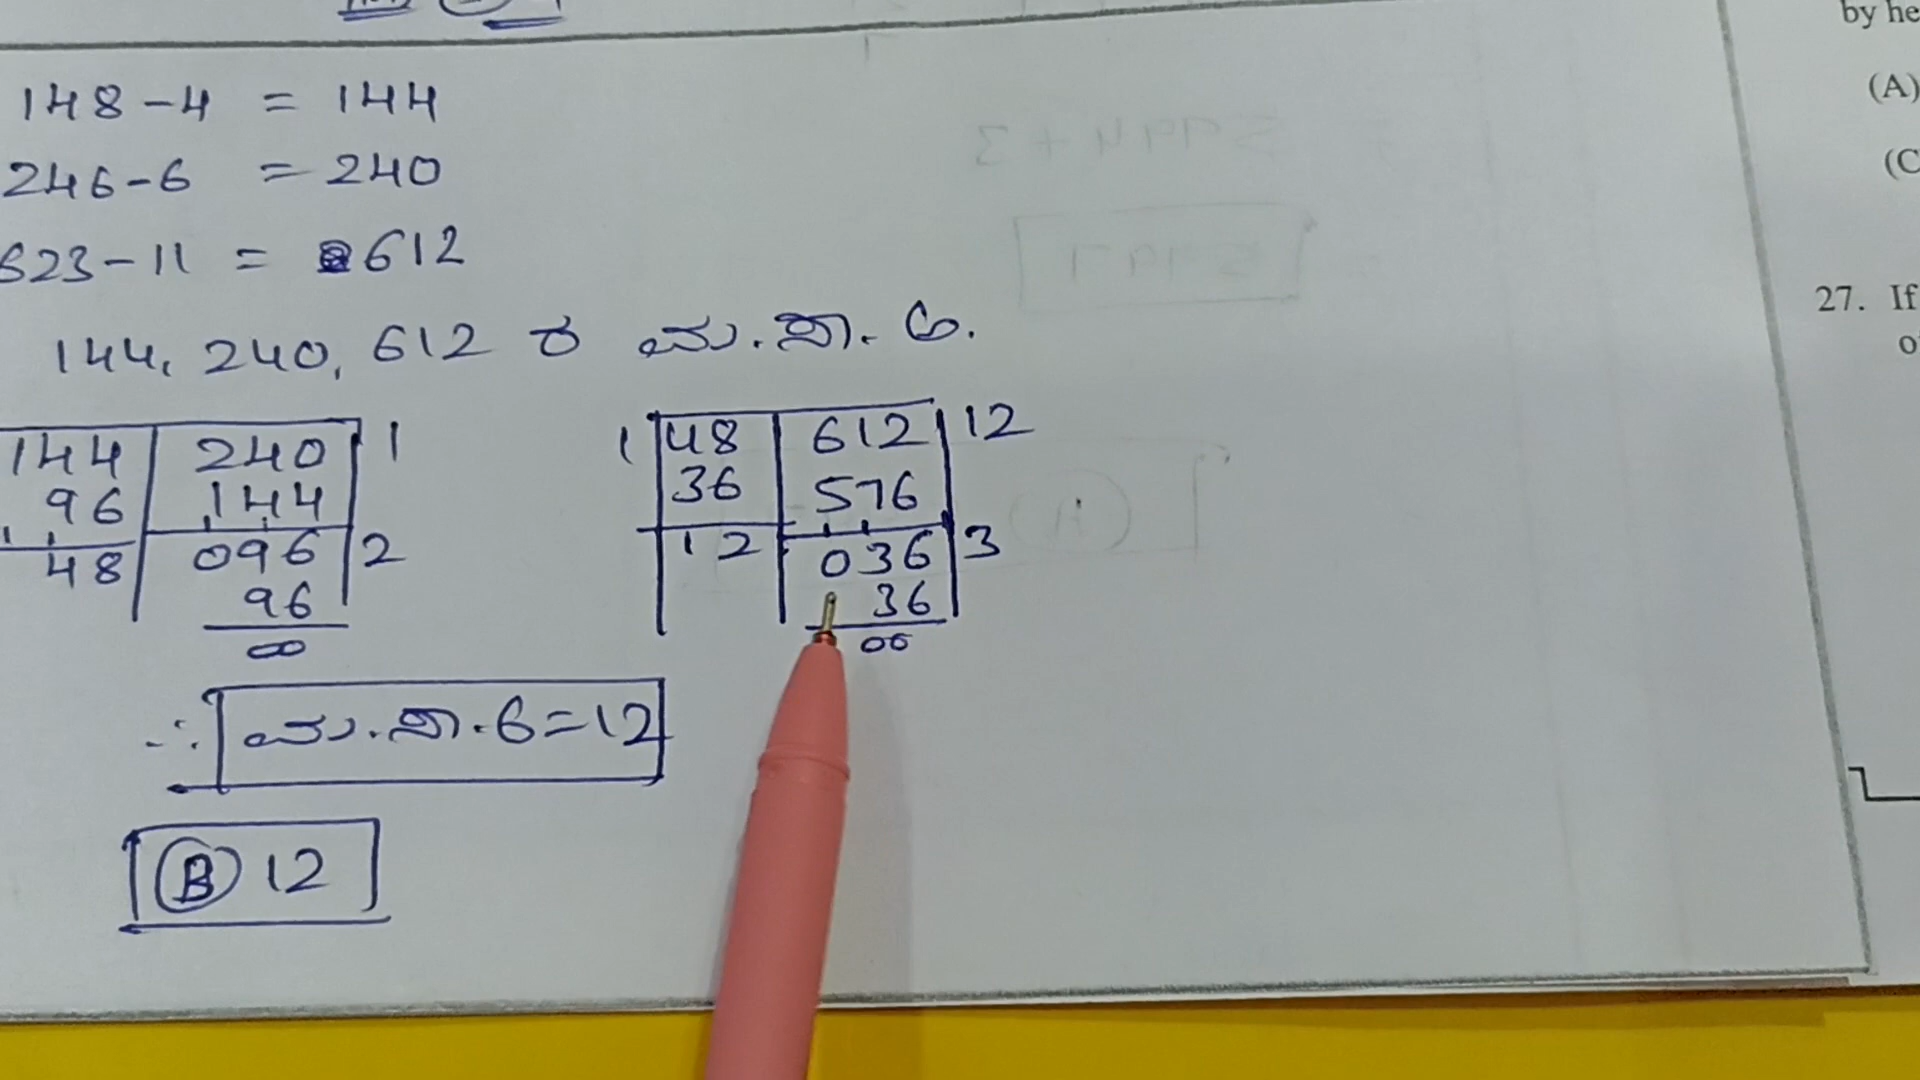 148-4 = 144
246-6 = 240
623-11 = 612
144, 240, 612 ರ ಮ.ಸಾ.ಅ.
144 240 1
96 144
48 096 2
96
00
1 48 612 12
36 576
12 036 3
36
00
∴ ಮ.ಸಾ.ಅ=12
(B) 12
by he
(A)
(C
27. If